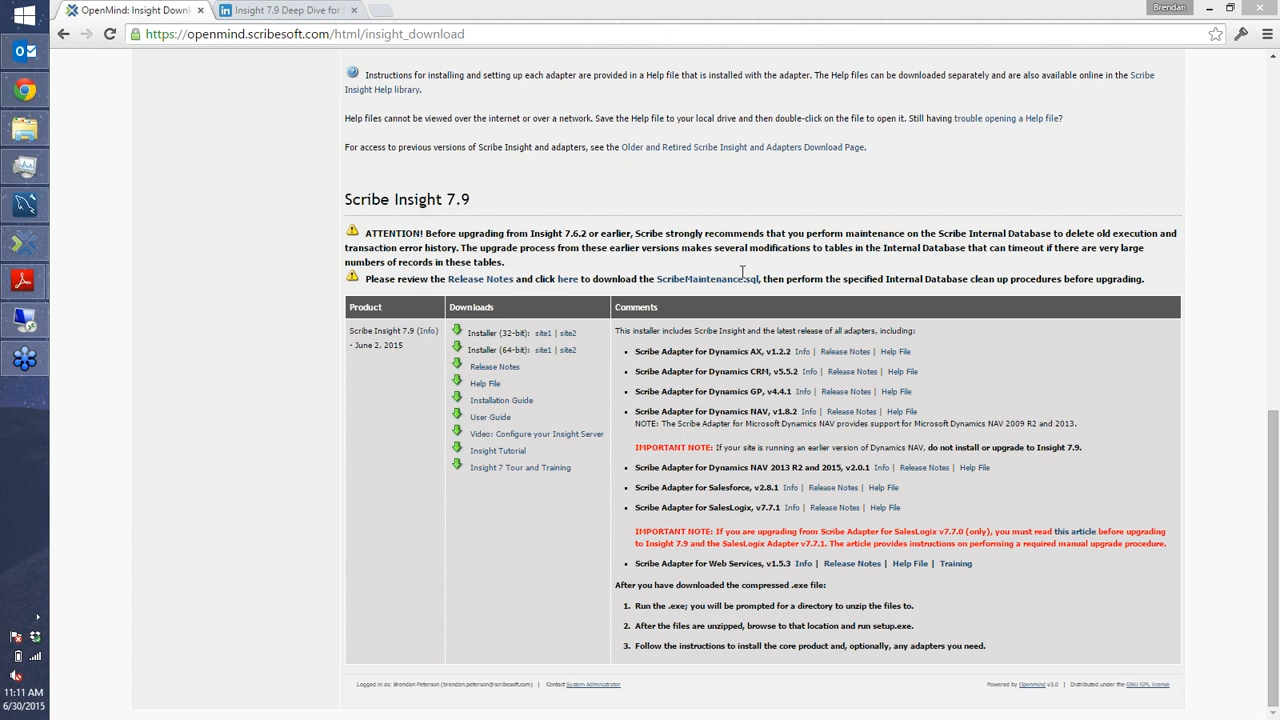 OpenMind: Insight Down
Insight 7.9 Deep Dive for
Brendan
https://openmind.scribesoft.com/html/insight_download
Instructions for installing and setting up each adapter are provided in a Help file that is installed with the adapter. The Help files can be downloaded separately and are also available online in the Scribe
Insight Help library.
Help files cannot be viewed over the internet or over a network. Save the Help file to your local drive and then double-click on the file to open it. Still having trouble opening a Help file?
For access to previous versions of Scribe Insight and adapters, see the Older and Retired Scribe Insight and Adapters Download Page.
Scribe Insight 7.9
ATTENTION! Before upgrading from Insight 7.6.2 or earlier, Scribe strongly recommends that you perform maintenance on the Scribe Internal Database to delete old execution and
transaction error history. The upgrade process from these earlier versions makes several modifications to tables in the Internal Database that can timeout if there are very large
numbers of records in these tables.
Please review the Release Notes and click here to download the ScribeMaintenance.sql, then perform the specified Internal Database clean up procedures before upgrading.
Product Downloads Comments
Scribe Insight 7.9 (Info)
- June 2, 2015
Installer (32-bit): site1 | site2
Installer (64-bit): site1 | site2
Release Notes
Help File
Installation Guide
User Guide
Video: Configure your Insight Server
Insight Tutorial
Insight 7 Tour and Training
This installer includes Scribe Insight and the latest release of all adapters, including:
Scribe Adapter for Dynamics AX, v1.2.2 Info | Release Notes | Help File
Scribe Adapter for Dynamics CRM, v5.5.2 Info | Release Notes | Help File
Scribe Adapter for Dynamics GP, v4.4.1 Info | Release Notes | Help File
Scribe Adapter for Dynamics NAV, v1.8.2 Info | Release Notes | Help File
NOTE: The Scribe Adapter for Microsoft Dynamics NAV provides support for Microsoft Dynamics NAV 2009 R2 and 2013.
IMPORTANT NOTE: If your site is running an earlier version of Dynamics NAV, do not install or upgrade to Insight 7.9.
Scribe Adapter for Dynamics NAV 2013 R2 and 2015, v2.0.1 Info | Release Notes | Help File
Scribe Adapter for Salesforce, v2.8.1 Info | Release Notes | Help File
Scribe Adapter for SalesLogix, v7.7.1 Info | Release Notes | Help File
IMPORTANT NOTE: If you are upgrading from Scribe Adapter for SalesLogix v7.7.0 (only), you must read this article before upgrading
to Insight 7.9 and the SalesLogix Adapter v7.7.1. The article provides instructions on performing a required manual upgrade procedure.
Scribe Adapter for Web Services, v1.5.3 Info | Release Notes | Help File | Training
After you have downloaded the compressed .exe file:
1. Run the .exe; you will be prompted for a directory to unzip the files to.
2. After the files are unzipped, browse to that location and run setup.exe.
3. Follow the instructions to install the core product and, optionally, any adapters you need.
Logged in as: Brendan Peterson (brendan.peterson@scribesoft.com) | Contact System Administrator
Powered by Openmind v3.0 | Distributed under the GNU GPL license
11:11 AM
6/30/2015